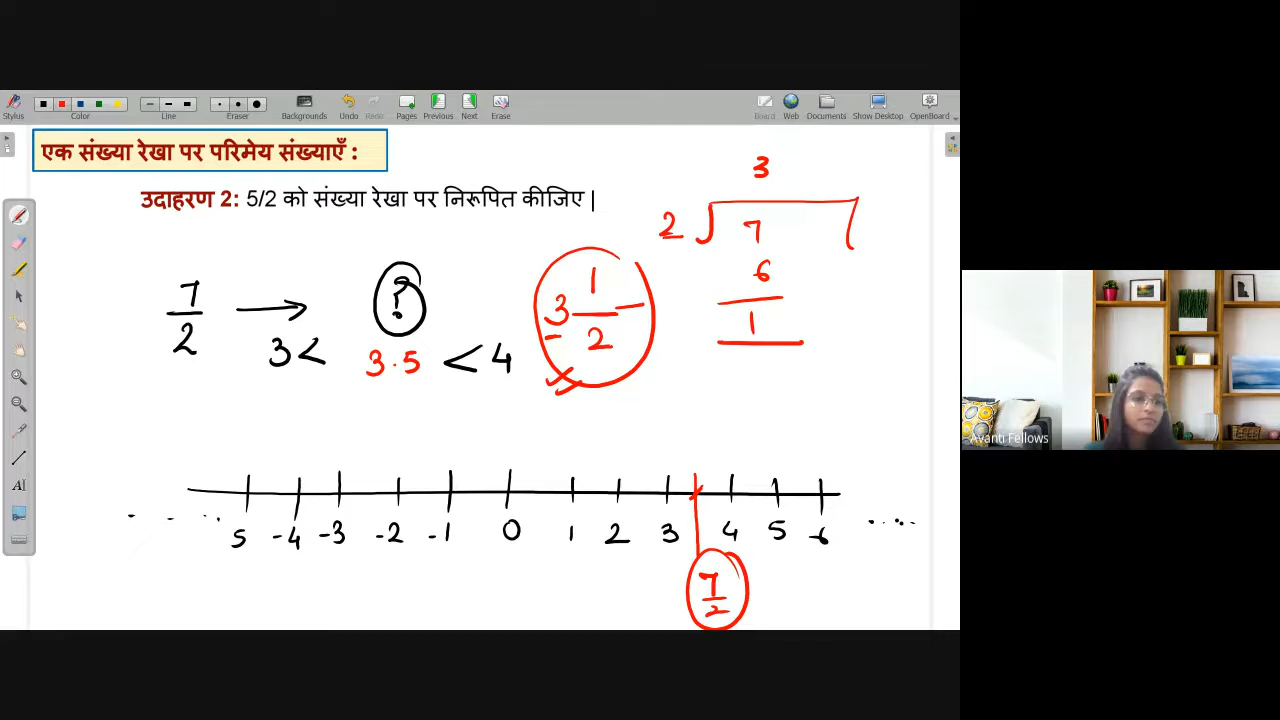 Stylus
Color
Line
Eraser
Backgrounds
Undo
Redo
Pages
Previous
Next
Erase
Board
Web
Documents
Show Desktop
OpenBoard
एक संख्या रेखा पर परिमेय संख्याएँ :
उदाहरण 2: 5/2 को संख्या रेखा पर निरूपित कीजिए |
7/2 → ?
3 < 3.5 < 4
3 1/2
3
2 7
6
1
5 -4 -3 -2 -1 0 1 2 3 4 5 6
7/2
Avanti Fellows